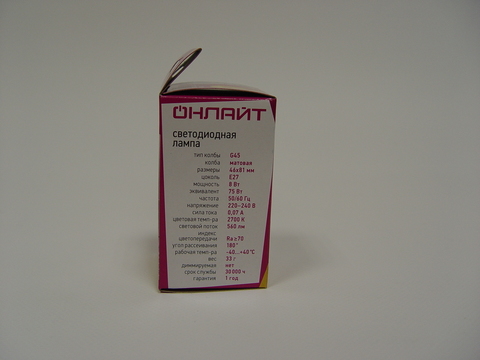 ОНЛАЙТ
светодиодная
лампа
тип колбы G45
колба матовая
размеры 46х81 мм
цоколь E27
мощность 8 Вт
эквивалент 75 Вт
частота 50/60 Гц
напряжение 220-240 В
сила тока 0,07 А
цветовая темп-ра 2700 К
световой поток 560 лм
индекс
цветопередачи Ra≥70
угол рассеивания 180°
рабочая темп-ра -40...+40°C
вес 33 г
диммируемая нет
срок службы 30 000 ч
гарантия 1 год